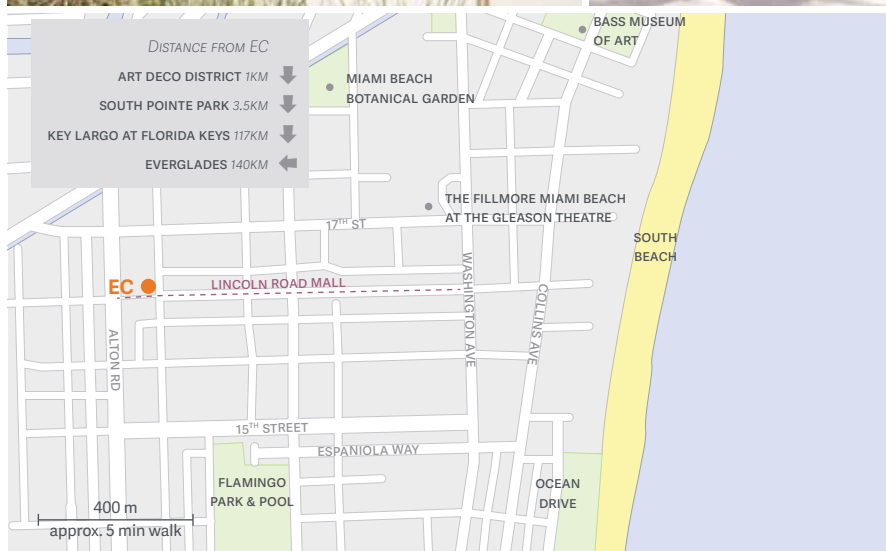 BASS MUSEUM
OF ART
DISTANCE FROM EC
ART DECO DISTRICT 1KM
SOUTH POINTE PARK 3.5KM
KEY LARGO AT FLORIDA KEYS 117KM
EVERGLADES 140KM
MIAMI BEACH
BOTANICAL GARDEN
THE FILLMORE MIAMI BEACH
AT THE GLEASON THEATRE
17TH ST
SOUTH
BEACH
EC
LINCOLN ROAD MALL
WASHINGTON AVE
COLLINS AVE
ALTON RD
15TH STREET
ESPANIOLA WAY
FLAMINGO
PARK & POOL
OCEAN
DRIVE
400 m
approx. 5 min walk